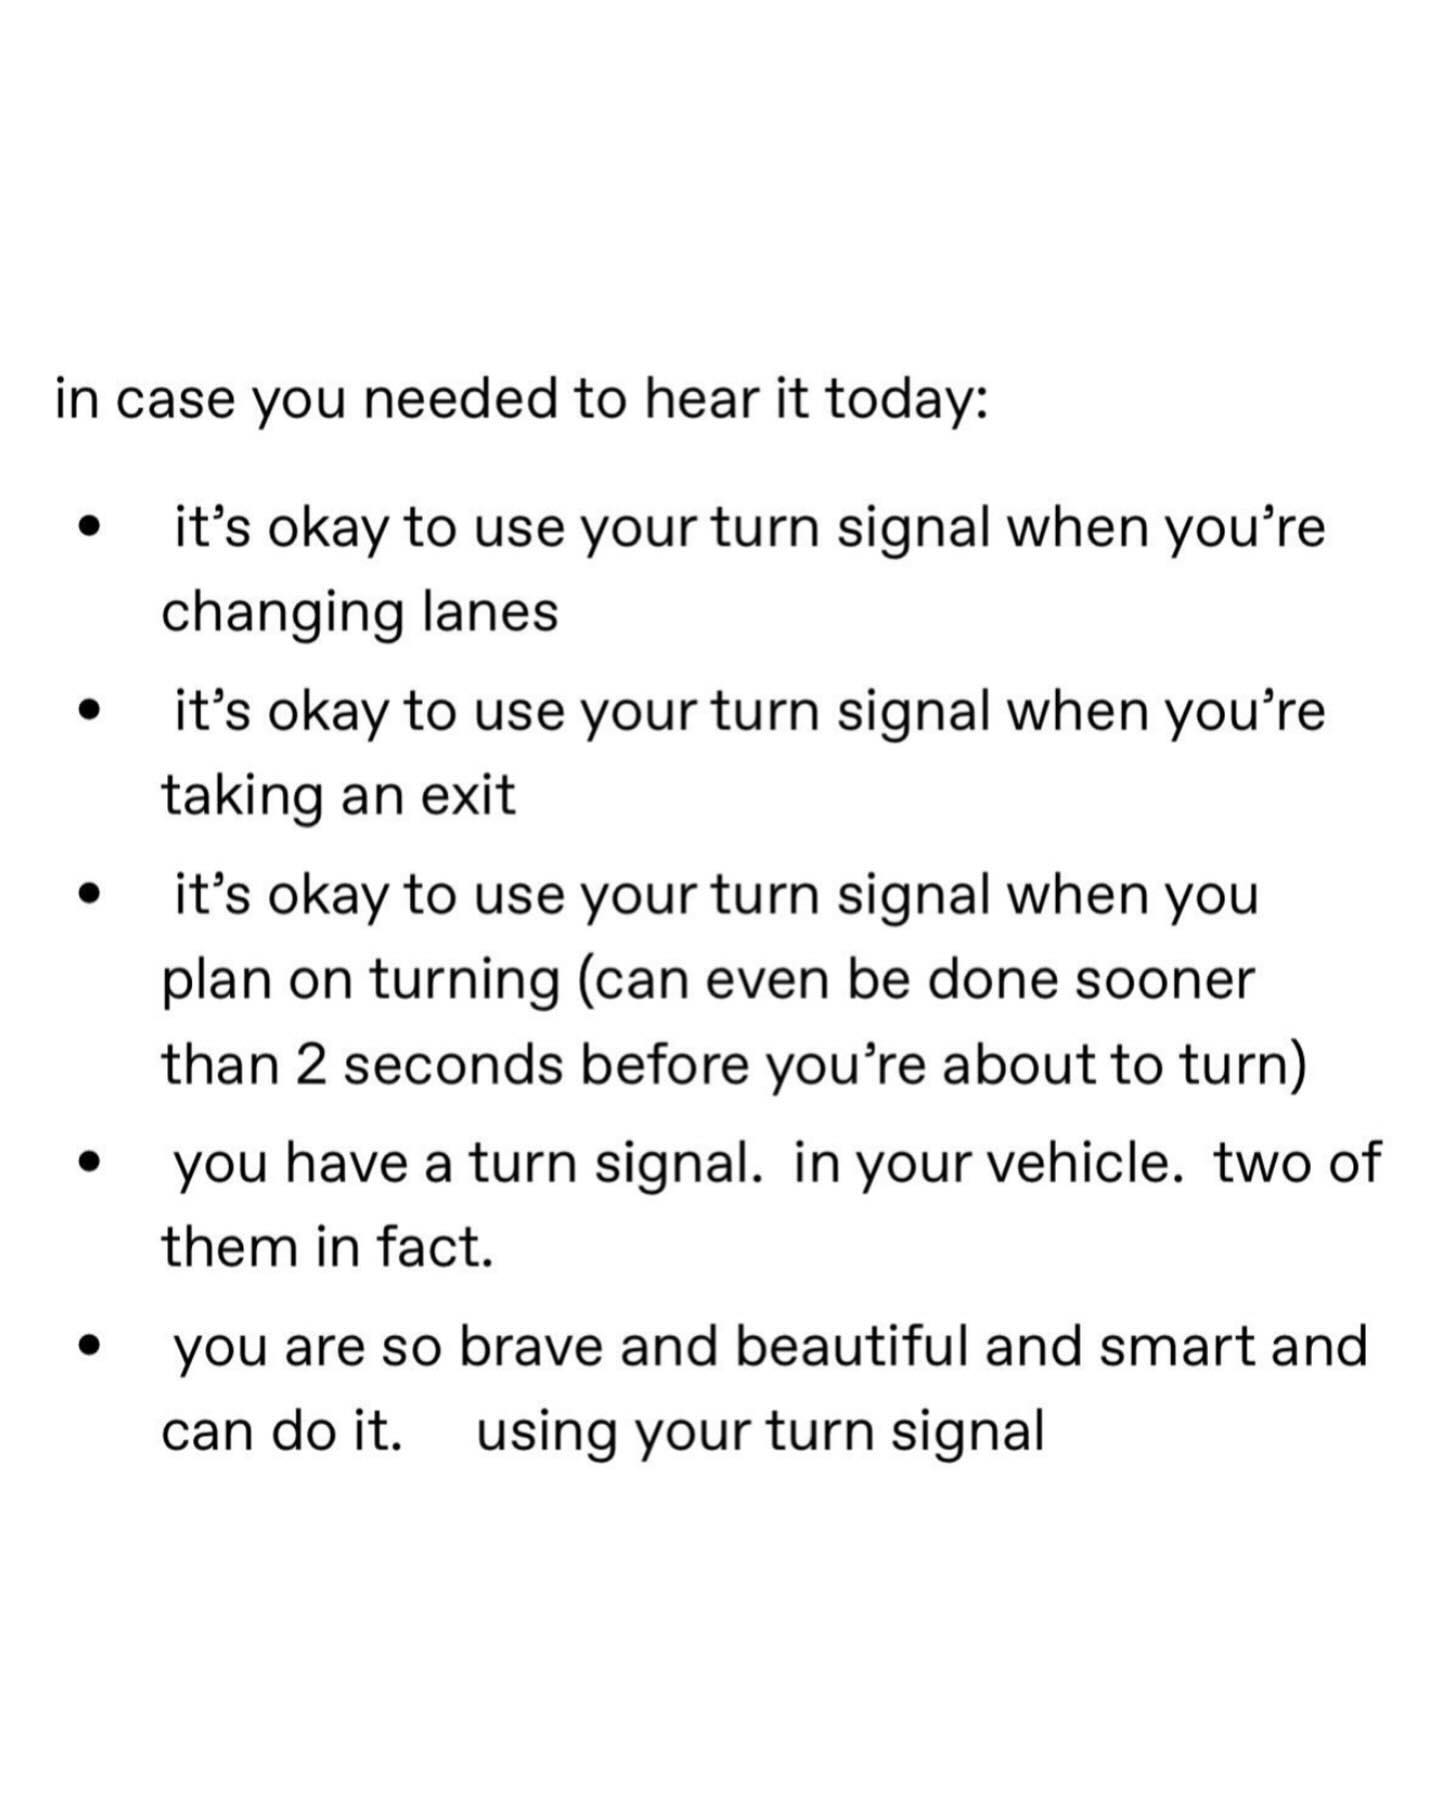 in case you needed to hear it today:
• it’s okay to use your turn signal when you’re
changing lanes
• it’s okay to use your turn signal when you’re
taking an exit
• it’s okay to use your turn signal when you
plan on turning (can even be done sooner
than 2 seconds before you’re about to turn)
• you have a turn signal.  in your vehicle.  two of
them in fact.
• you are so brave and beautiful and smart and
can do it.    using your turn signal